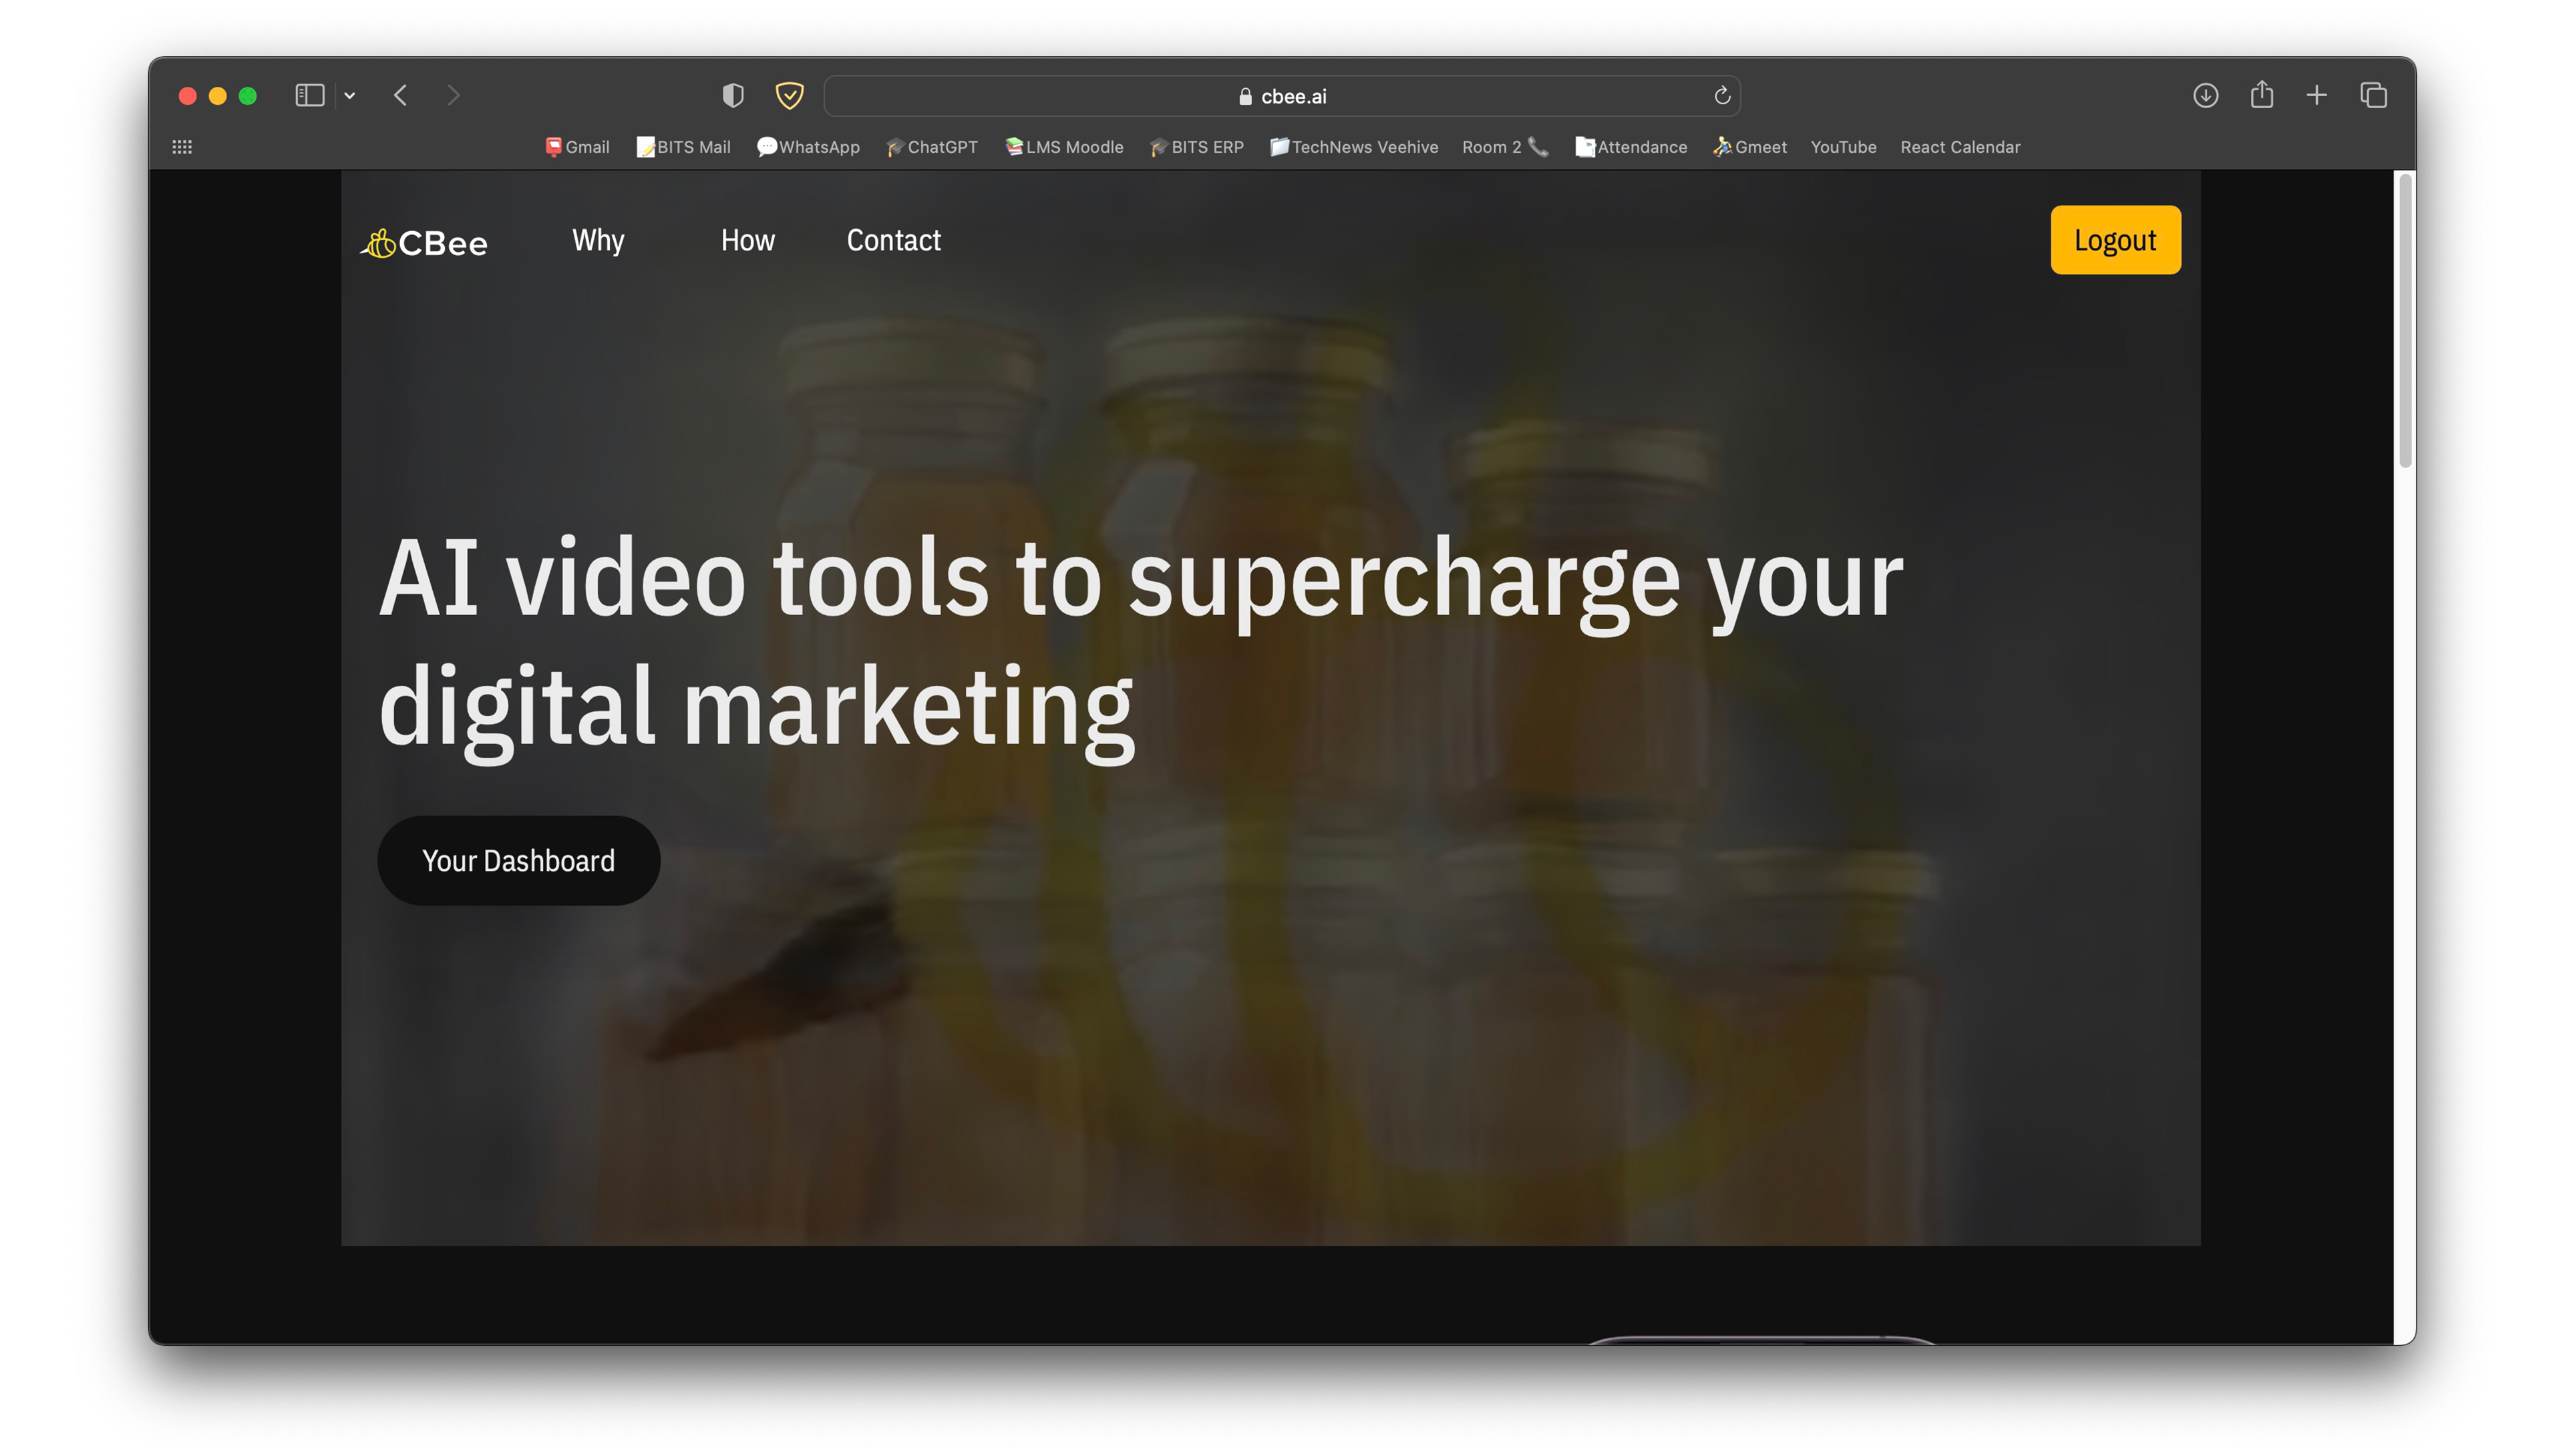 cbee.ai
Gmail BITS Mail WhatsApp ChatGPT LMS Moodle BITS ERP TechNews Veehive Room 2 Attendance Gmeet YouTube React Calendar
CBee Why How Contact Logout
AI video tools to supercharge your
digital marketing
Your Dashboard